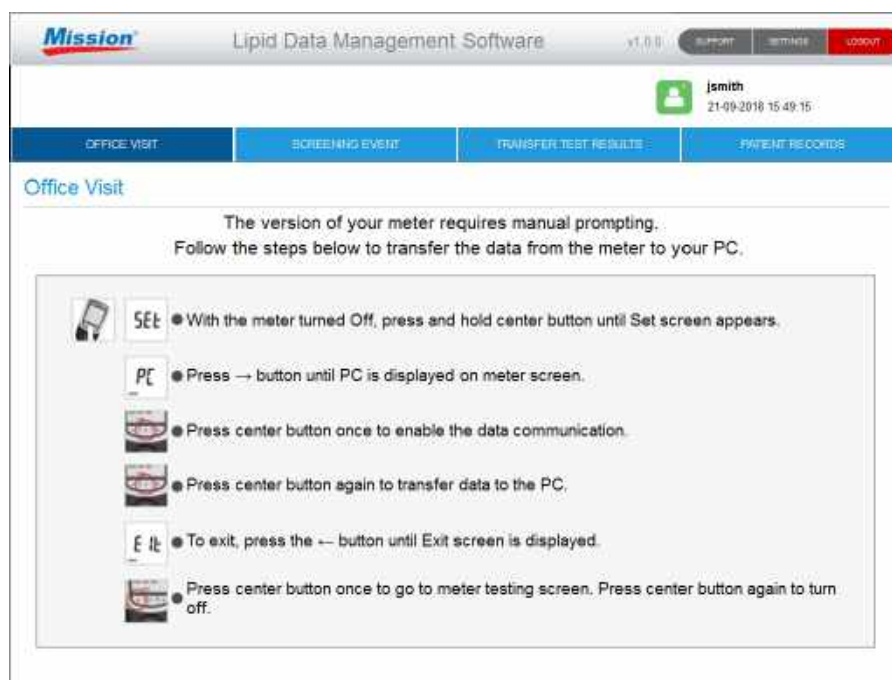 Mission
Lipid Data Management Software
v1.0.0
SUPPORT
SETTINGS
LOGOUT
jsmith
21-09-2018 15:49:15
OFFICE VISIT
SCREENING EVENT
TRANSFER TEST RESULTS
PATIENT RECORDS
Office Visit
The version of your meter requires manual prompting.
Follow the steps below to transfer the data from the meter to your PC.
SEt
● With the meter turned Off, press and hold center button until Set screen appears.
PC
● Press → button until PC is displayed on meter screen.
● Press center button once to enable the data communication.
● Press center button again to transfer data to the PC.
E It
● To exit, press the ← button until Exit screen is displayed.
● Press center button once to go to meter testing screen. Press center button again to turn
off.